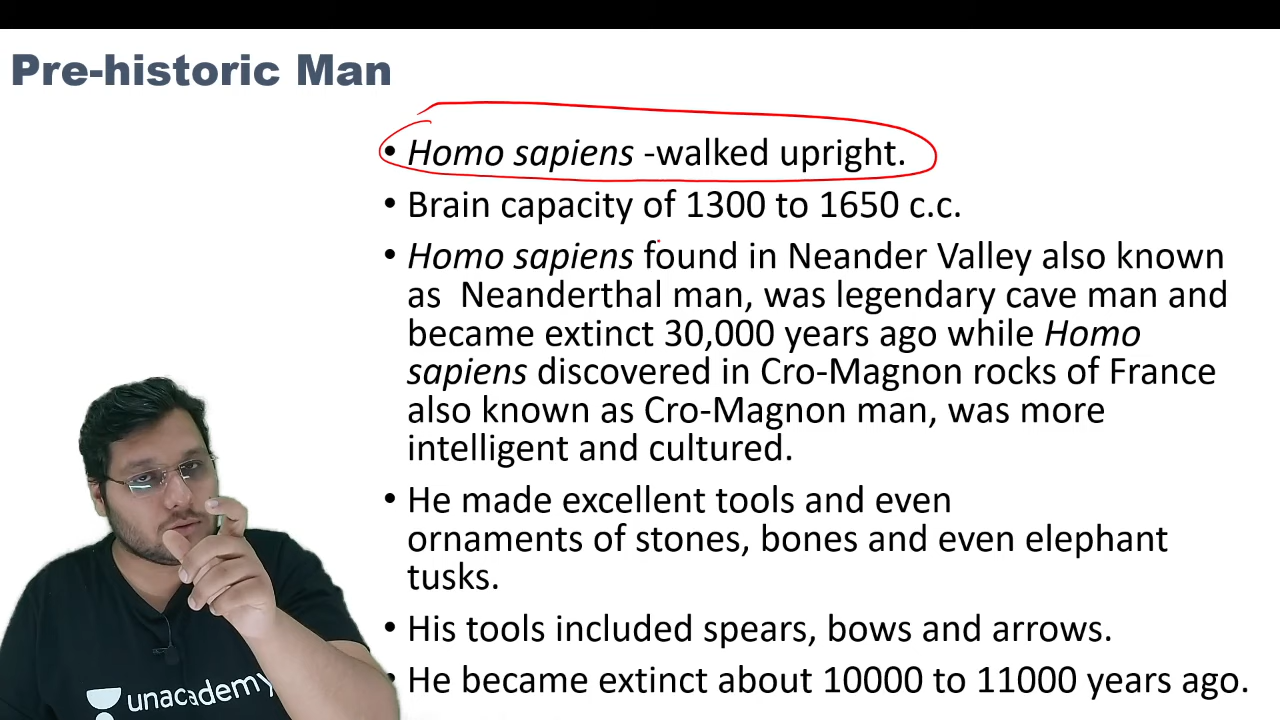 Pre-historic Man
• Homo sapiens -walked upright.
• Brain capacity of 1300 to 1650 c.c.
• Homo sapiens found in Neander Valley also known
as Neanderthal man, was legendary cave man and
became extinct 30,000 years ago while Homo
sapiens discovered in Cro-Magnon rocks of France
also known as Cro-Magnon man, was more
intelligent and cultured.
• He made excellent tools and even
ornaments of stones, bones and even elephant
tusks.
• His tools included spears, bows and arrows.
• He became extinct about 10000 to 11000 years ago.
unacademy